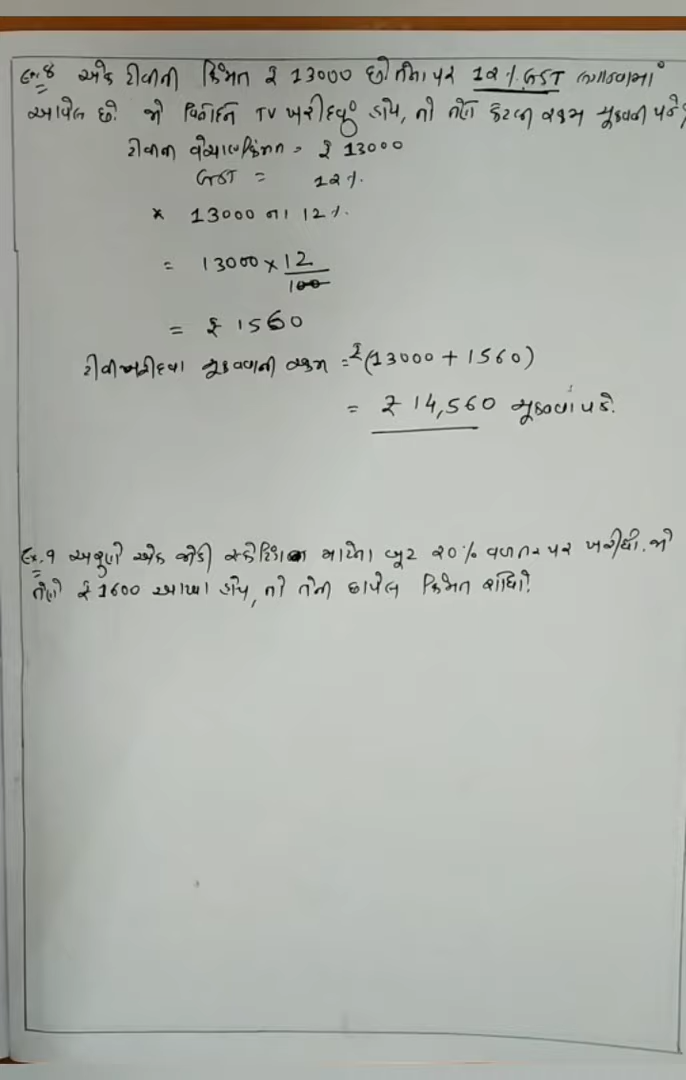 Ex.8 એક ટીવીની કિંમત ₹ 13000 છે. તેના પર 12% GST લગાડવામાં
આવેલ છે. જો વિનોદને TV ખરીદવું હોય, તો તેણે કેટલી રકમ ચૂકવવી પડે?
ટીવીની વેચાણકિંમત = ₹ 13000
GST = 12%.
* 13000 ના 12%.
= 13000 × 12
100
= ₹ 1560
ટીવી ખરીદવા ચૂકવવાની રકમ = ₹(13000 + 1560)
= ₹ 14,560 ચૂકવવા પડે.
Ex.9 અરુણે એક જોડી સ્કેટિંગ માટેના બૂટ 20% વળતર પર ખરીદ્યા. જો
તેણે ₹ 1600 આપ્યા હોય, તો તેની છાપેલ કિંમત શોધો?